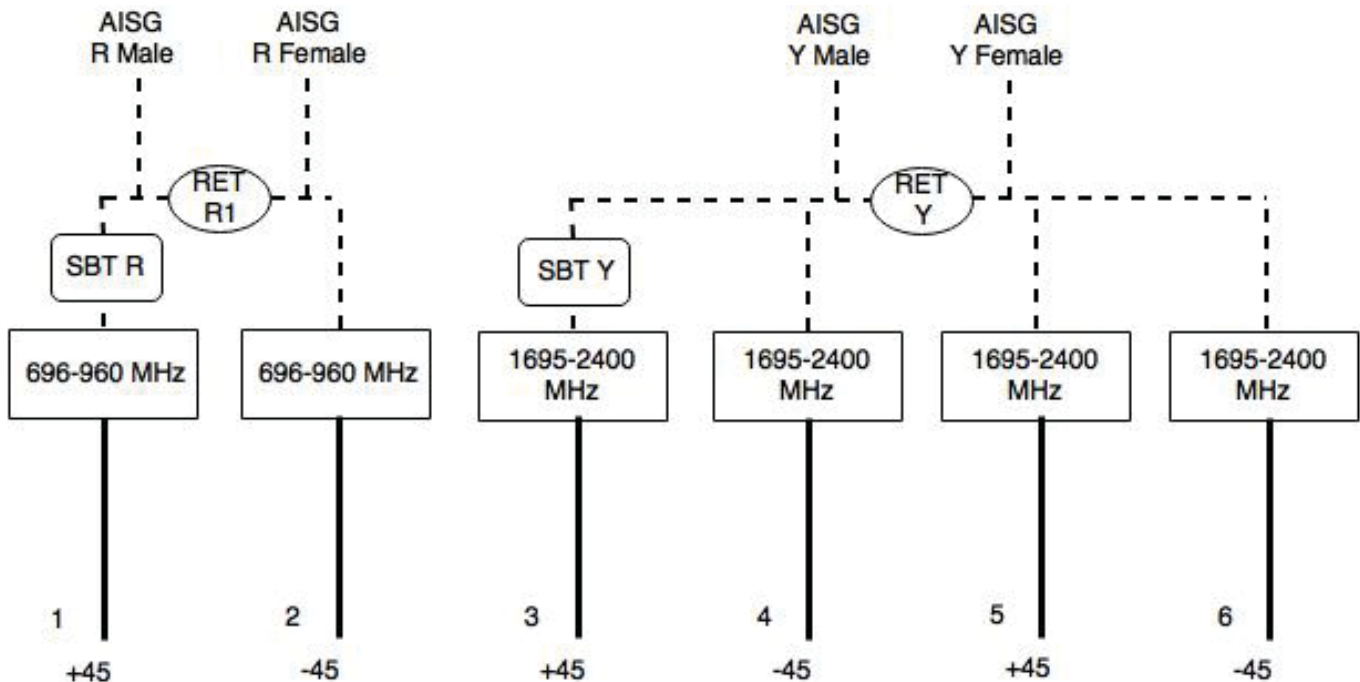 AISG
R Male
AISG
R Female
AISG
Y Male
AISG
Y Female
RET
R1
RET
Y
SBT R
SBT Y
696-960 MHz
696-960 MHz
1695-2400
MHz
1695-2400
MHz
1695-2400
MHz
1695-2400
MHz
1
2
3
4
5
6
+45
-45
+45
-45
+45
-45